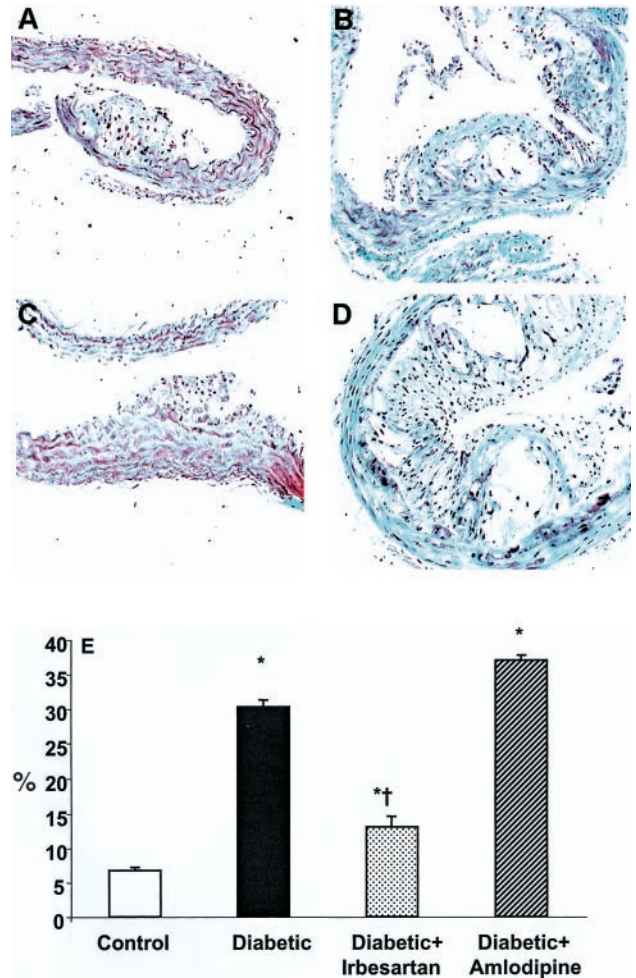 A
B
C
D
E
40
35
30
25
20
15
10
5
0
%
*
*†
*
Control
Diabetic
Diabetic+
Irbesartan
Diabetic+
Amlodipine